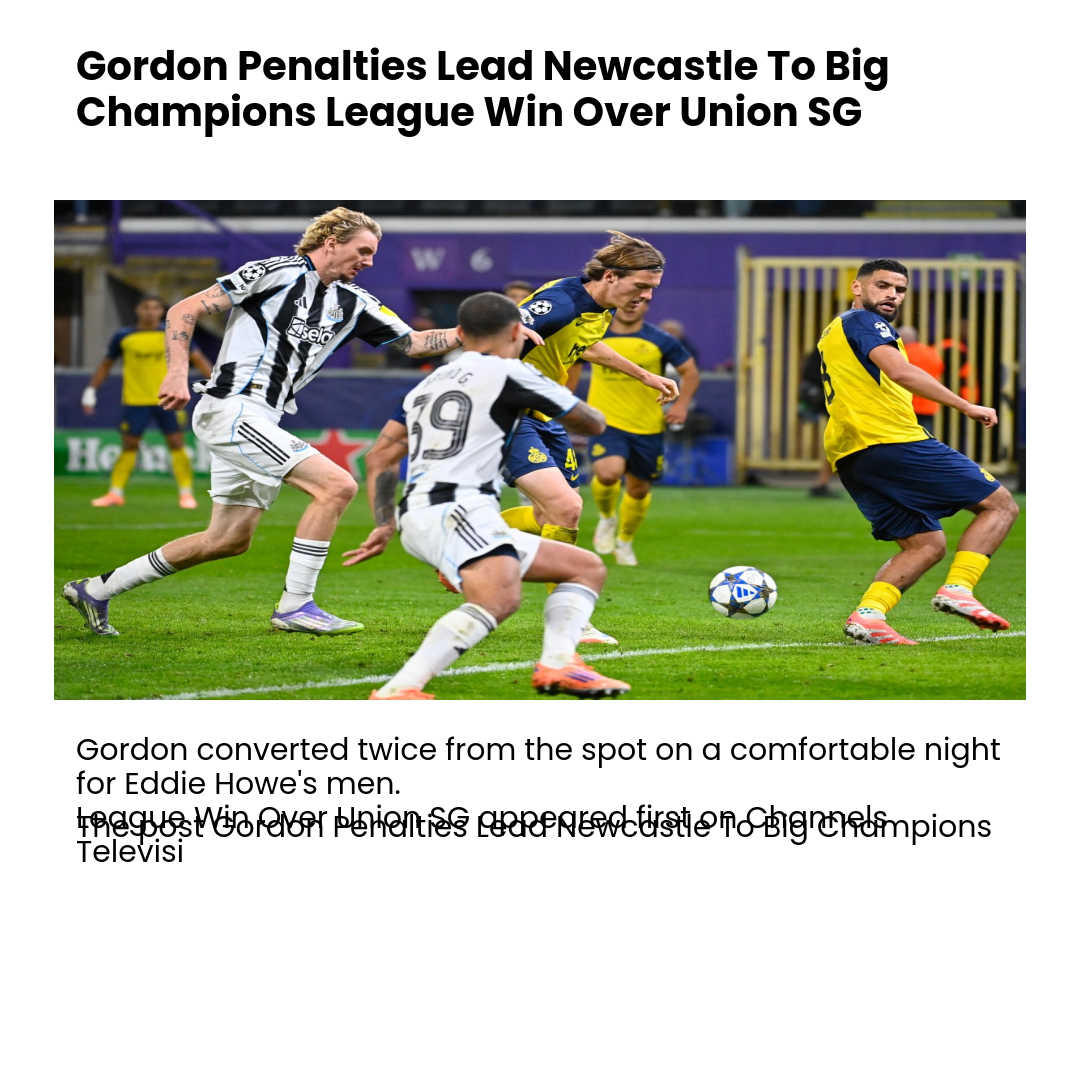 Gordon Penalties Lead Newcastle To Big
Champions League Win Over Union SG
W 6
sela
39
Gordon converted twice from the spot on a comfortable night
for Eddie Howe's men.
The post Gordon Penalties Lead Newcastle To Big Champions
League Win Over Union SG appeared first on Channels
Televisi